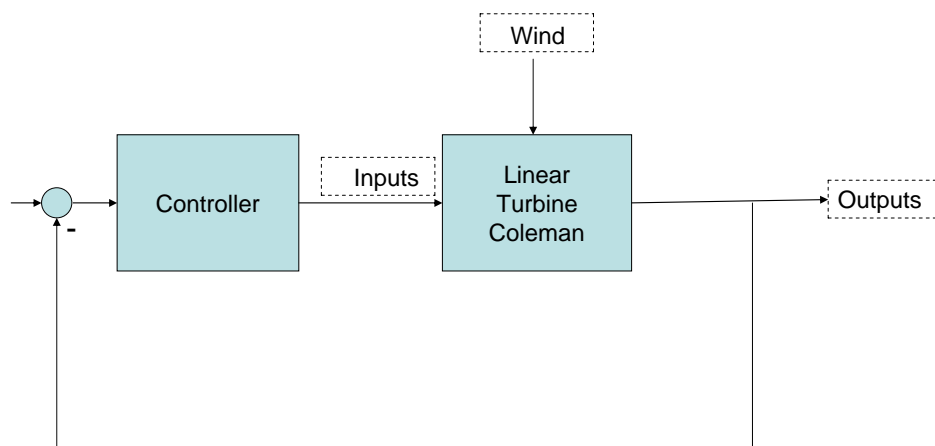 Wind
Controller
Inputs
Linear
Turbine
Coleman
Outputs
-